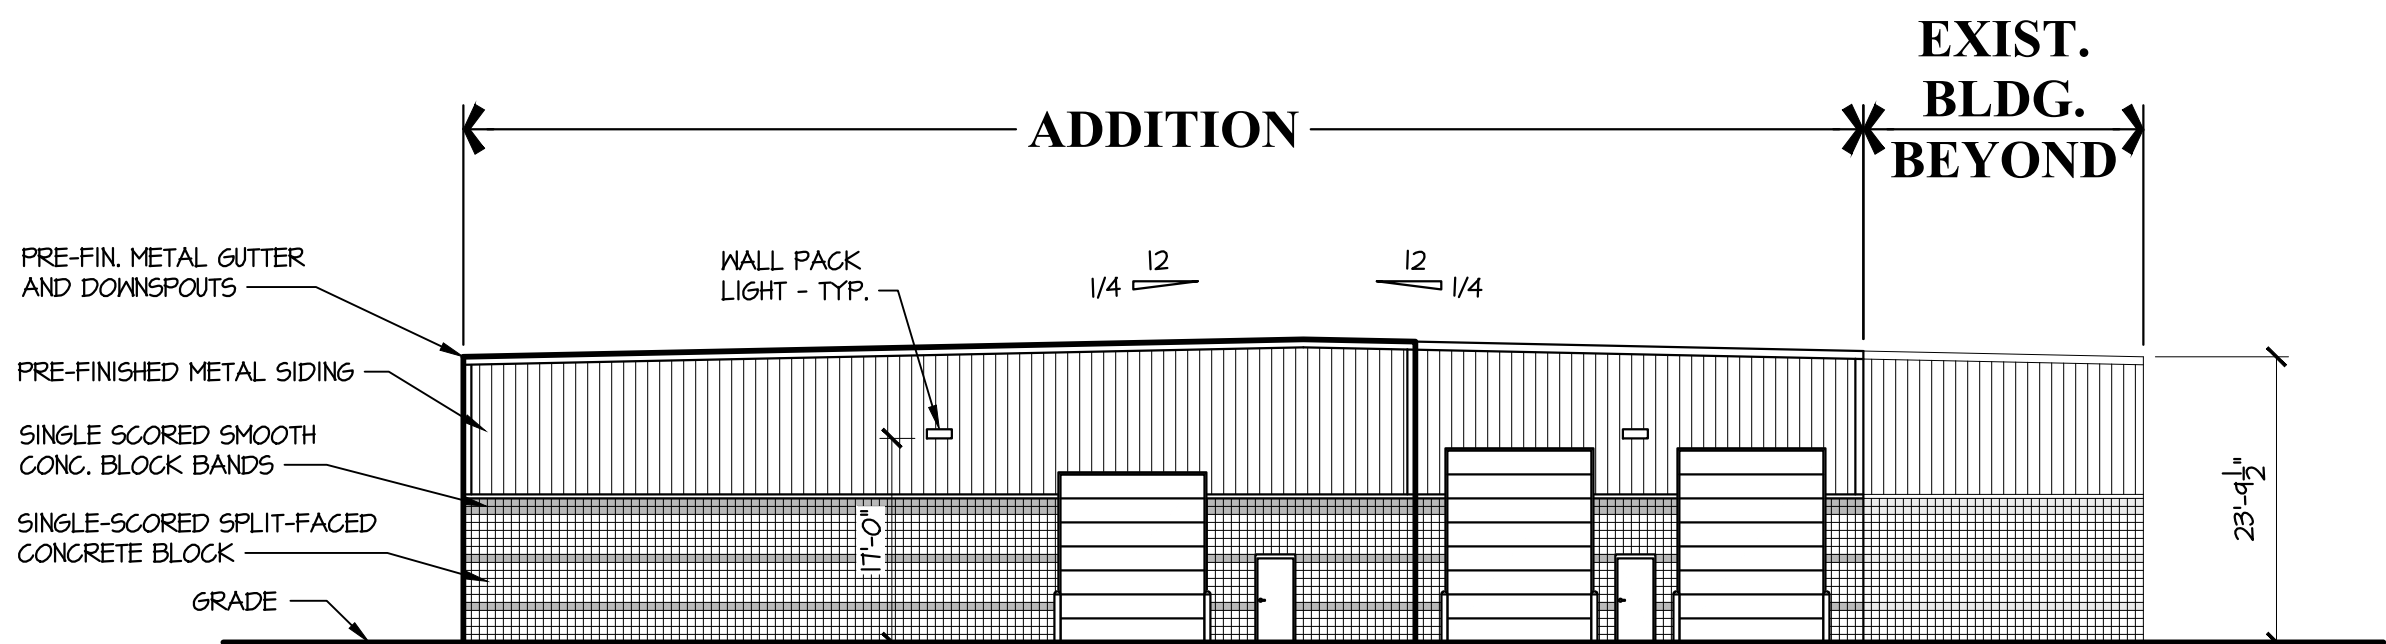 EXIST.
BLDG.
BEYOND
ADDITION
PRE-FIN. METAL GUTTER
AND DOWNSPOUTS
WALL PACK
LIGHT - TYP.
12
1/4
12
1/4
PRE-FINISHED METAL SIDING
SINGLE SCORED SMOOTH
CONC. BLOCK BANDS
SINGLE-SCORED SPLIT-FACED
CONCRETE BLOCK
GRADE
17'-0"
23'-9 1/2"